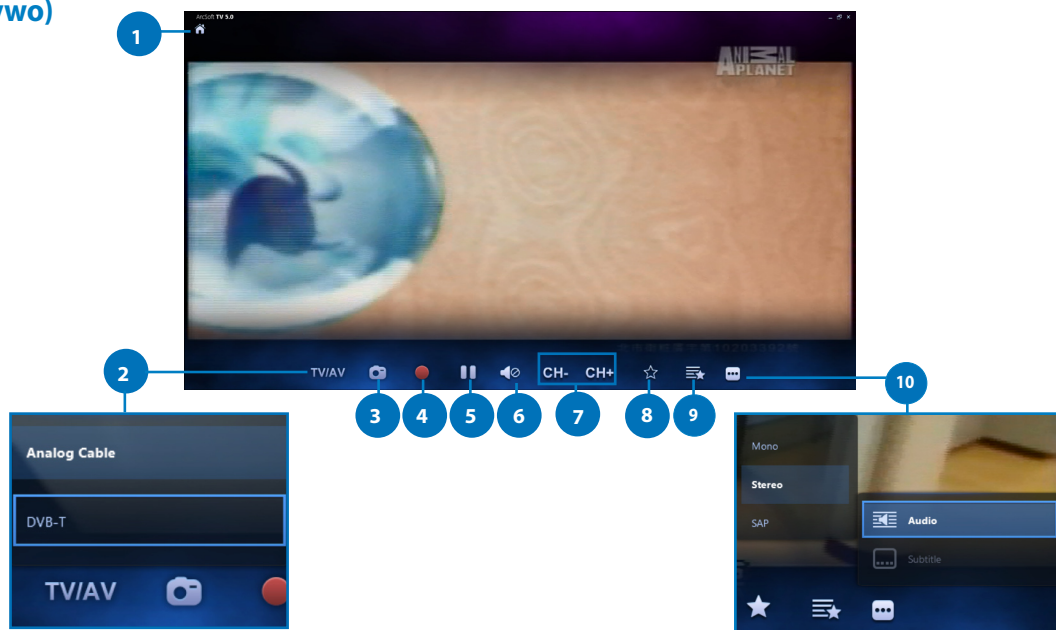 ywo)
ArcSoft TV 5.0
1
ANIMAL
PLANET
2
TV/AV
CH-
CH+
3
4
5
6
7
8
9
10
Analog Cable
DVB-T
TV/AV
Mono
Stereo
SAP
Audio
Subtitle